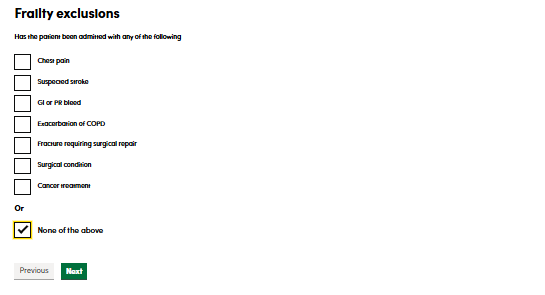 Frailty exclusions
Has the patient been admitted with any of the following
Chest pain
Suspected stroke
GI or PR bleed
Exacerbation of COPD
Fracture requiring surgical repair
Surgical condition
Cancer treatment
Or
None of the above
Previous
Next